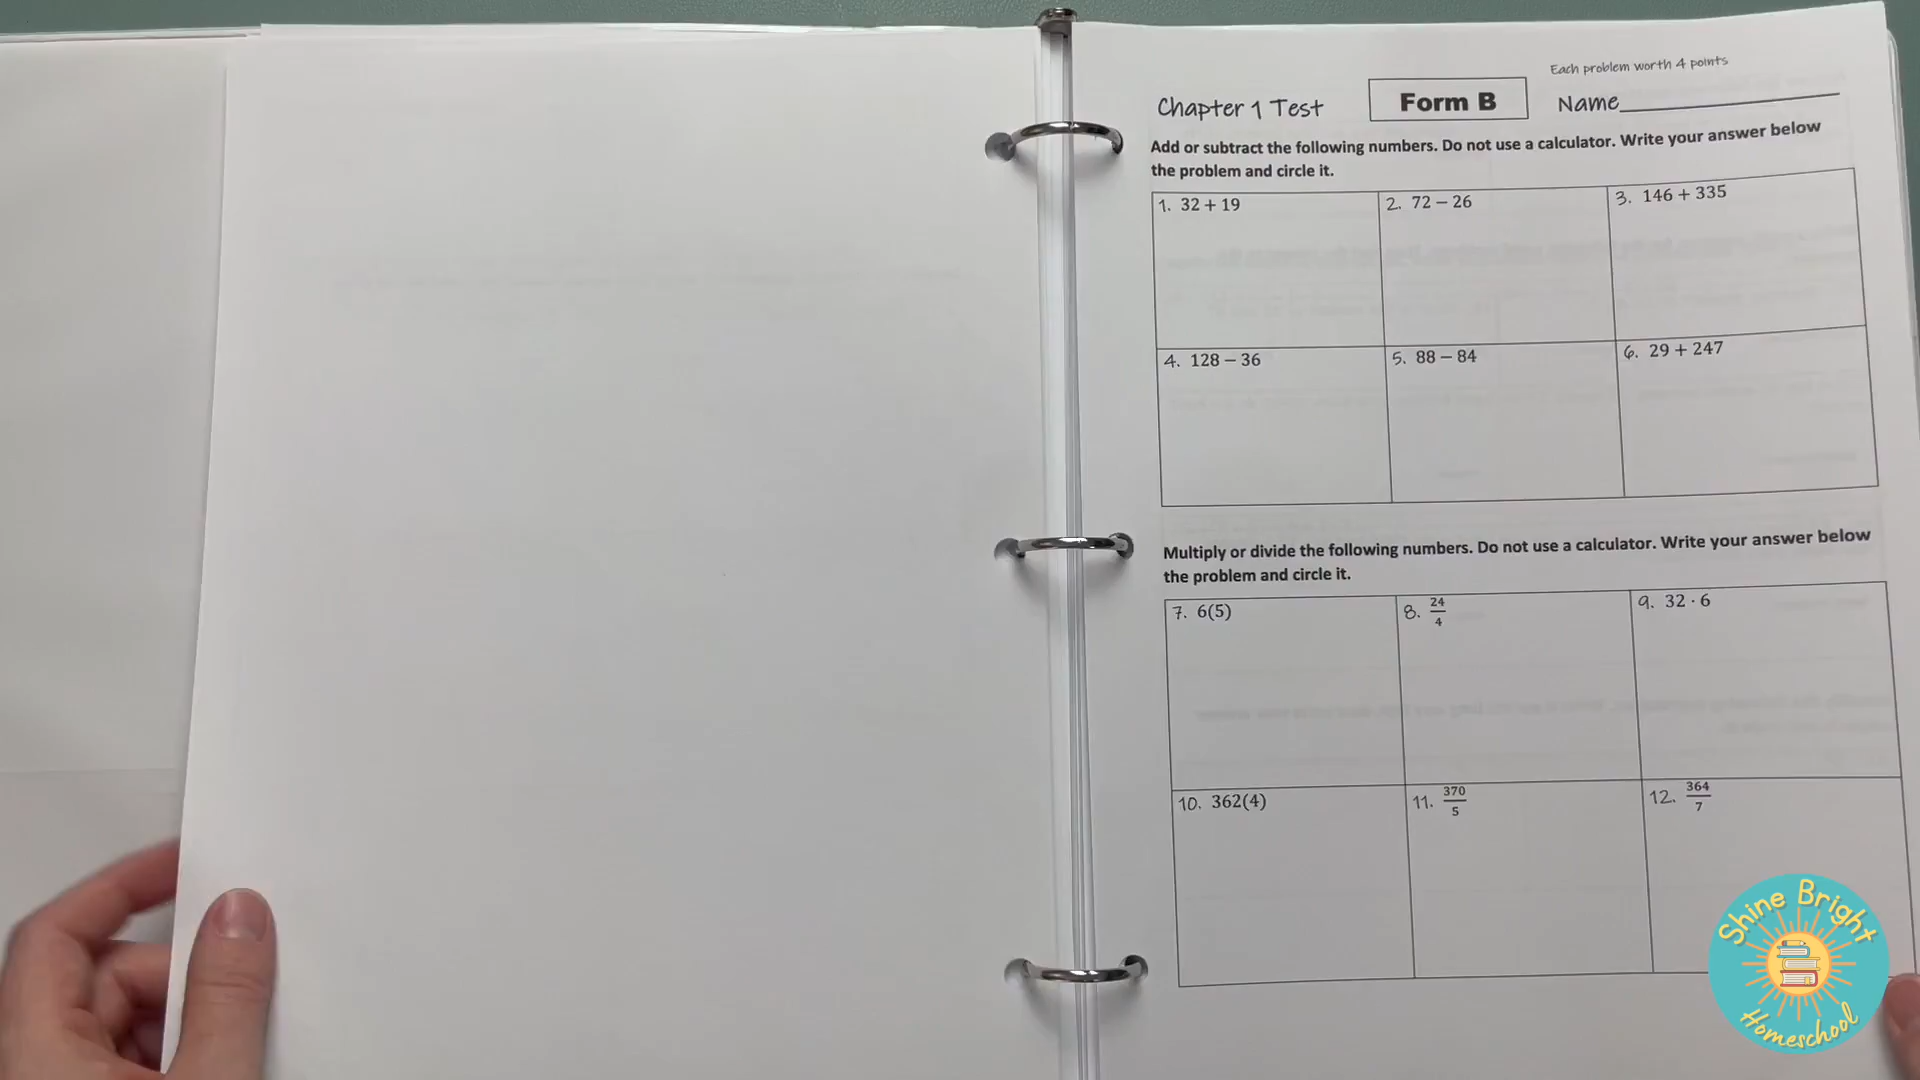 Each problem worth 4 points
Chapter 1 Test Form B Name
Add or subtract the following numbers. Do not use a calculator. Write your answer below
the problem and circle it.
1. 32 + 19 2. 72 − 26 3. 146 + 335
4. 128 − 36 5. 88 − 84 6. 29 + 247
Multiply or divide the following numbers. Do not use a calculator. Write your answer below
the problem and circle it.
7. 6(5) 8. 24/4 9. 32 · 6
10. 362(4) 11. 370/5 12. 364/7
Shine Bright
Homeschool